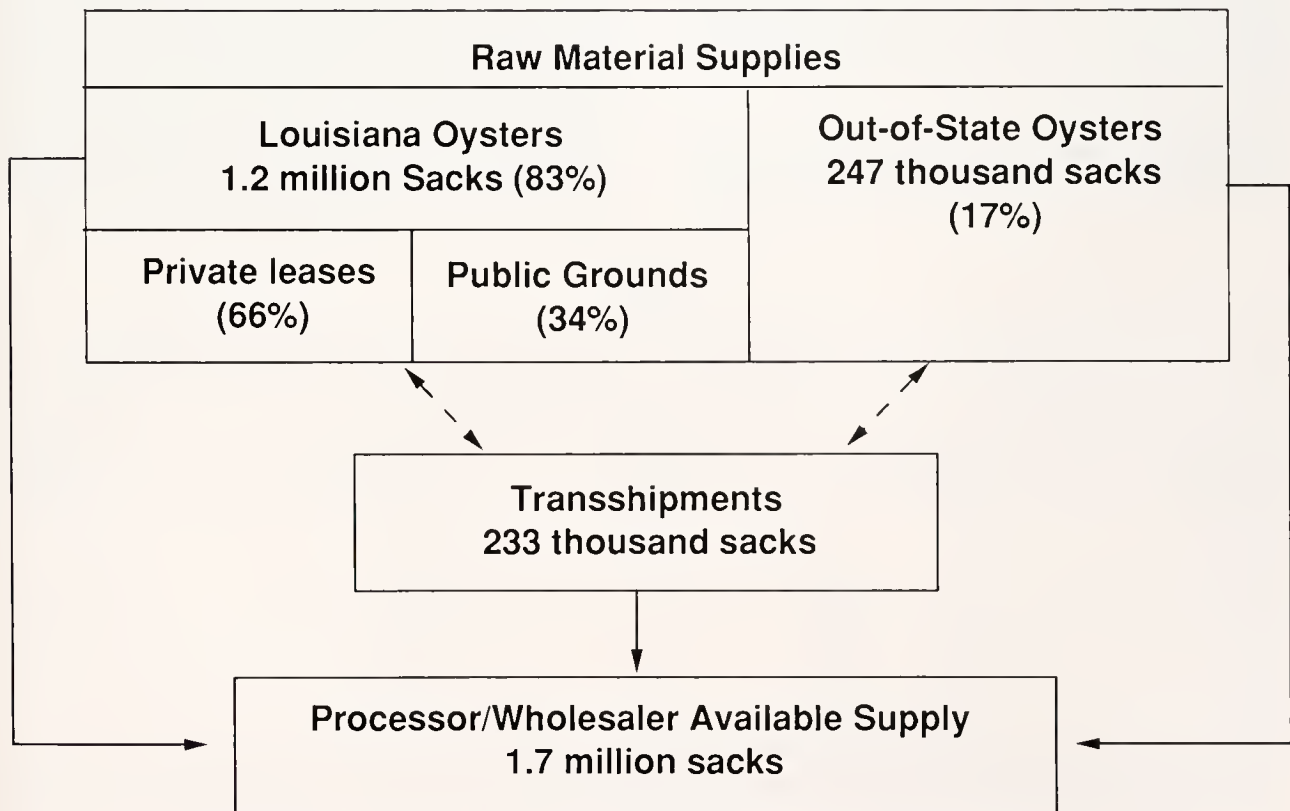 Raw Material Supplies
Louisiana Oysters
1.2 million Sacks (83%)
Out-of-State Oysters
247 thousand sacks
(17%)
Private leases
(66%)
Public Grounds
(34%)
Transshipments
233 thousand sacks
Processor/Wholesaler Available Supply
1.7 million sacks